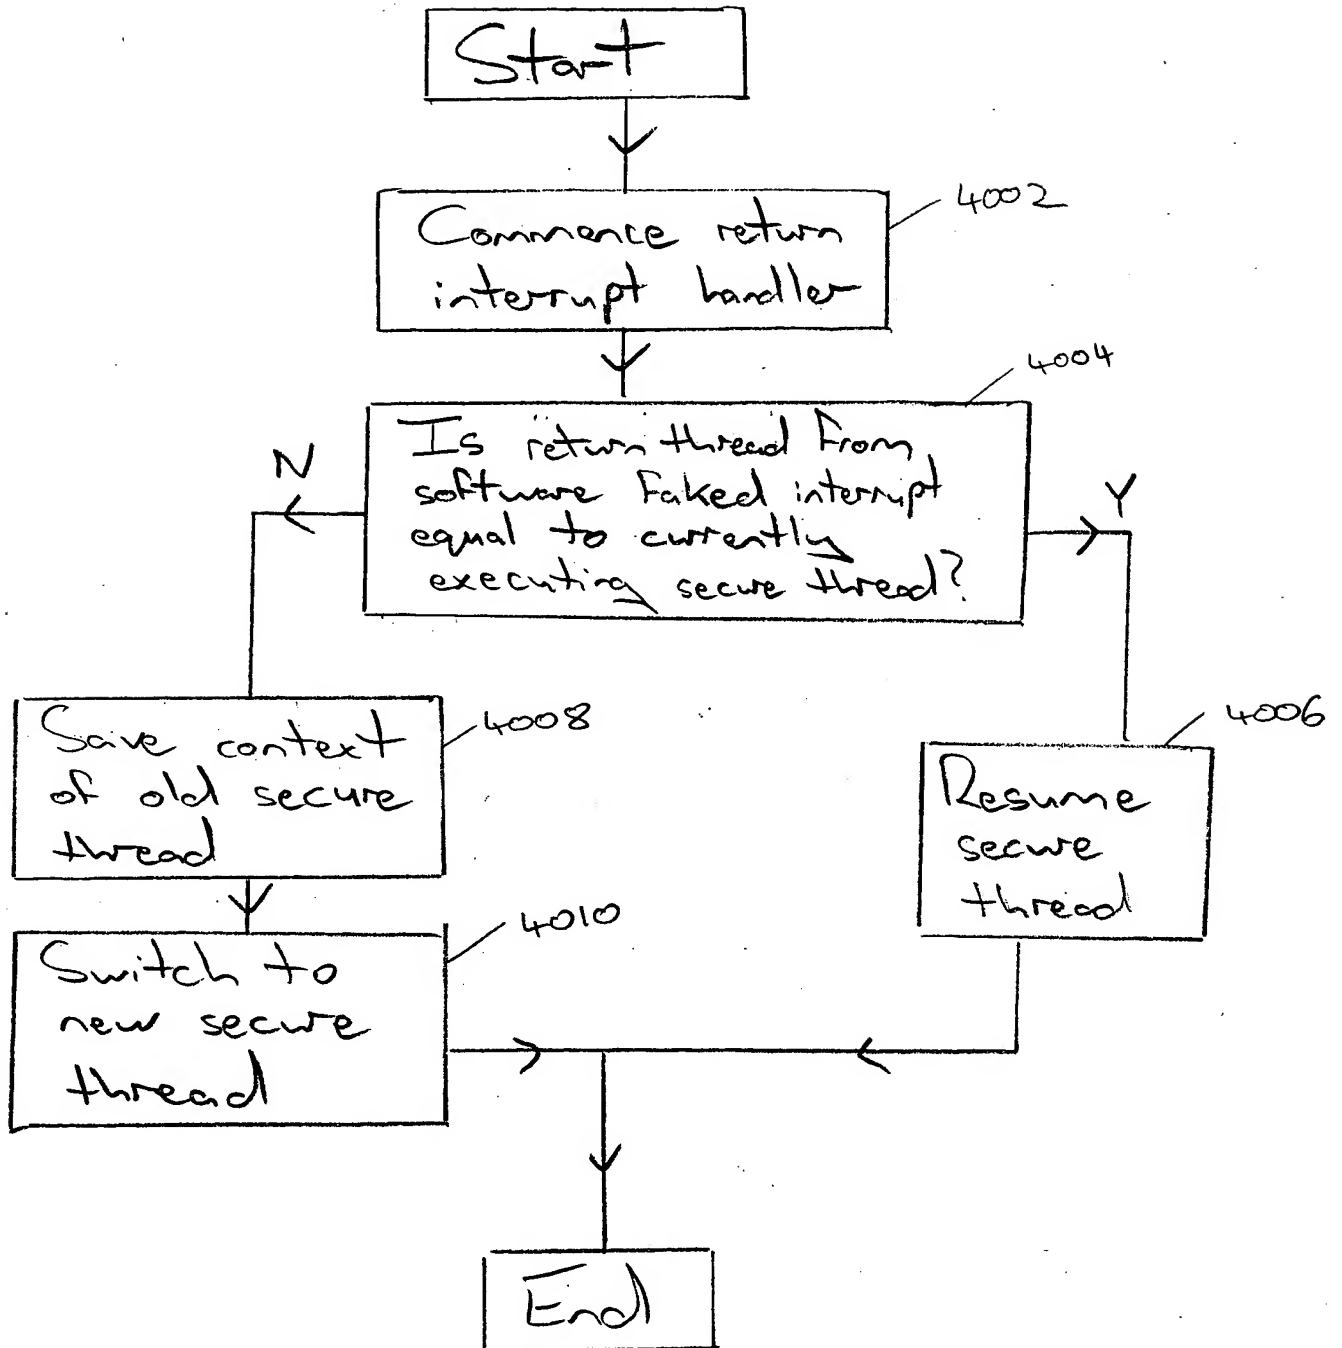 Start
Commence return
interrupt handler
4002
4004
Is return thread from
software faked interrupt
equal to currently
executing secure thread?
N
Y
Save context
of old secure
thread
4008
4006
Resume
secure
thread
Switch to
new secure
thread
4010
End